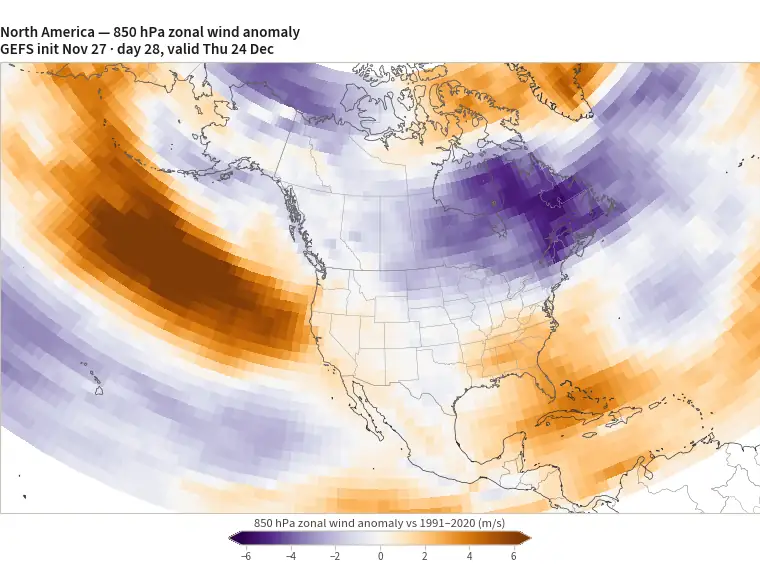 North America — 850 hPa zonal wind anomaly
GEFS init Nov 27 · day 28, valid Thu 24 Dec
850 hPa zonal wind anomaly vs 1991–2020 (m/s)
−6 −4 −2 0 2 4 6